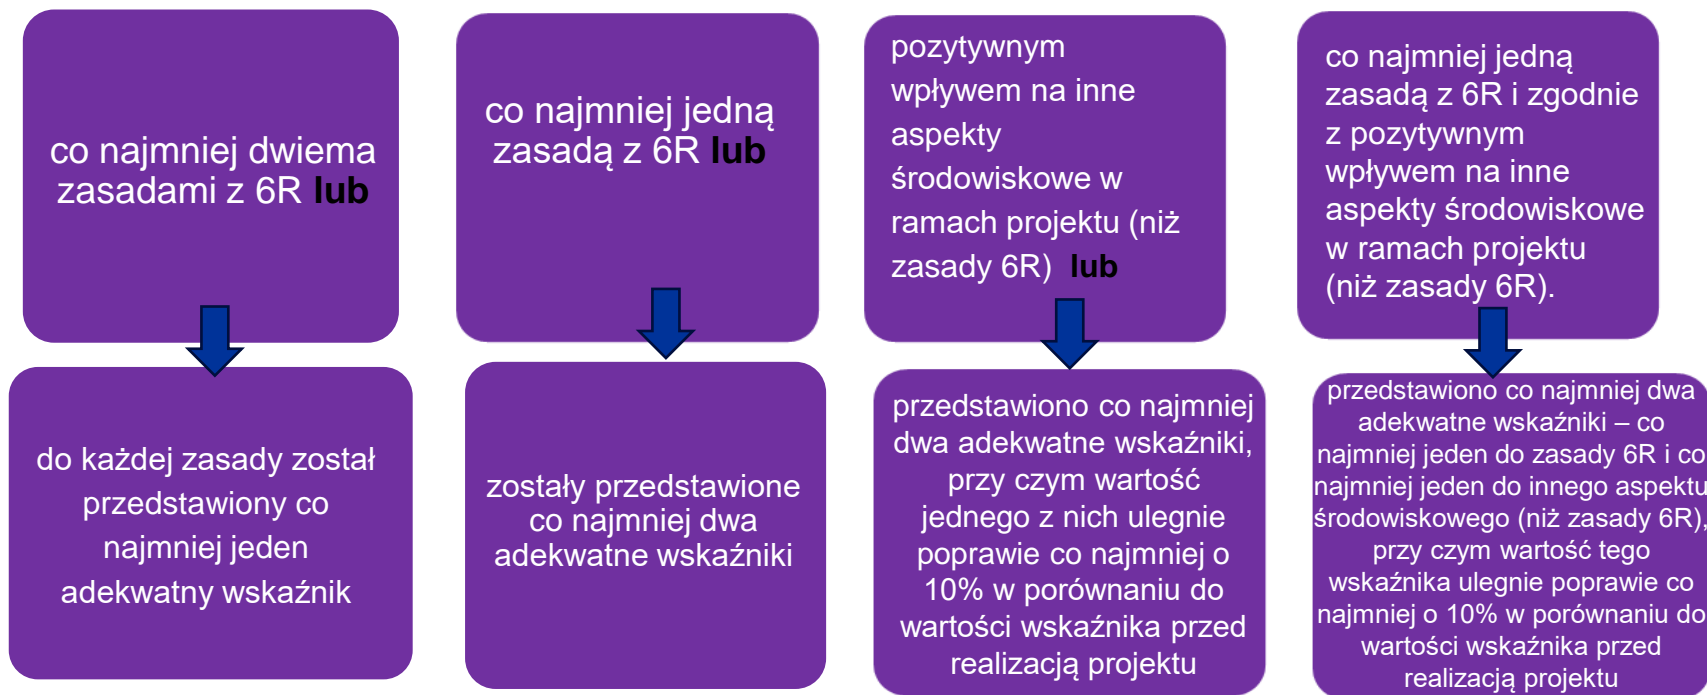 co najmniej dwiema
zasadami z 6R lub
co najmniej jedną
zasadą z 6R lub
pozytywnym
wpływem na inne
aspekty
środowiskowe w
ramach projektu (niż
zasady 6R) lub
co najmniej jedną
zasadą z 6R i zgodnie
z pozytywnym
wpływem na inne
aspekty środowiskowe
w ramach projektu
(niż zasady 6R).
do każdej zasady został
przedstawiony co
najmniej jeden
adekwatny wskaźnik
zostały przedstawione
co najmniej dwa
adekwatne wskaźniki
przedstawiono co najmniej
dwa adekwatne wskaźniki,
przy czym wartość
jednego z nich ulegnie
poprawie co najmniej o
10% w porównaniu do
wartości wskaźnika przed
realizacją projektu
przedstawiono co najmniej dwa
adekwatne wskaźniki – co
najmniej jeden do zasady 6R i co
najmniej jeden do innego aspektu
środowiskowego (niż zasady 6R),
przy czym wartość tego
wskaźnika ulegnie poprawie co
najmniej o 10% w porównaniu do
wartości wskaźnika przed
realizacją projektu